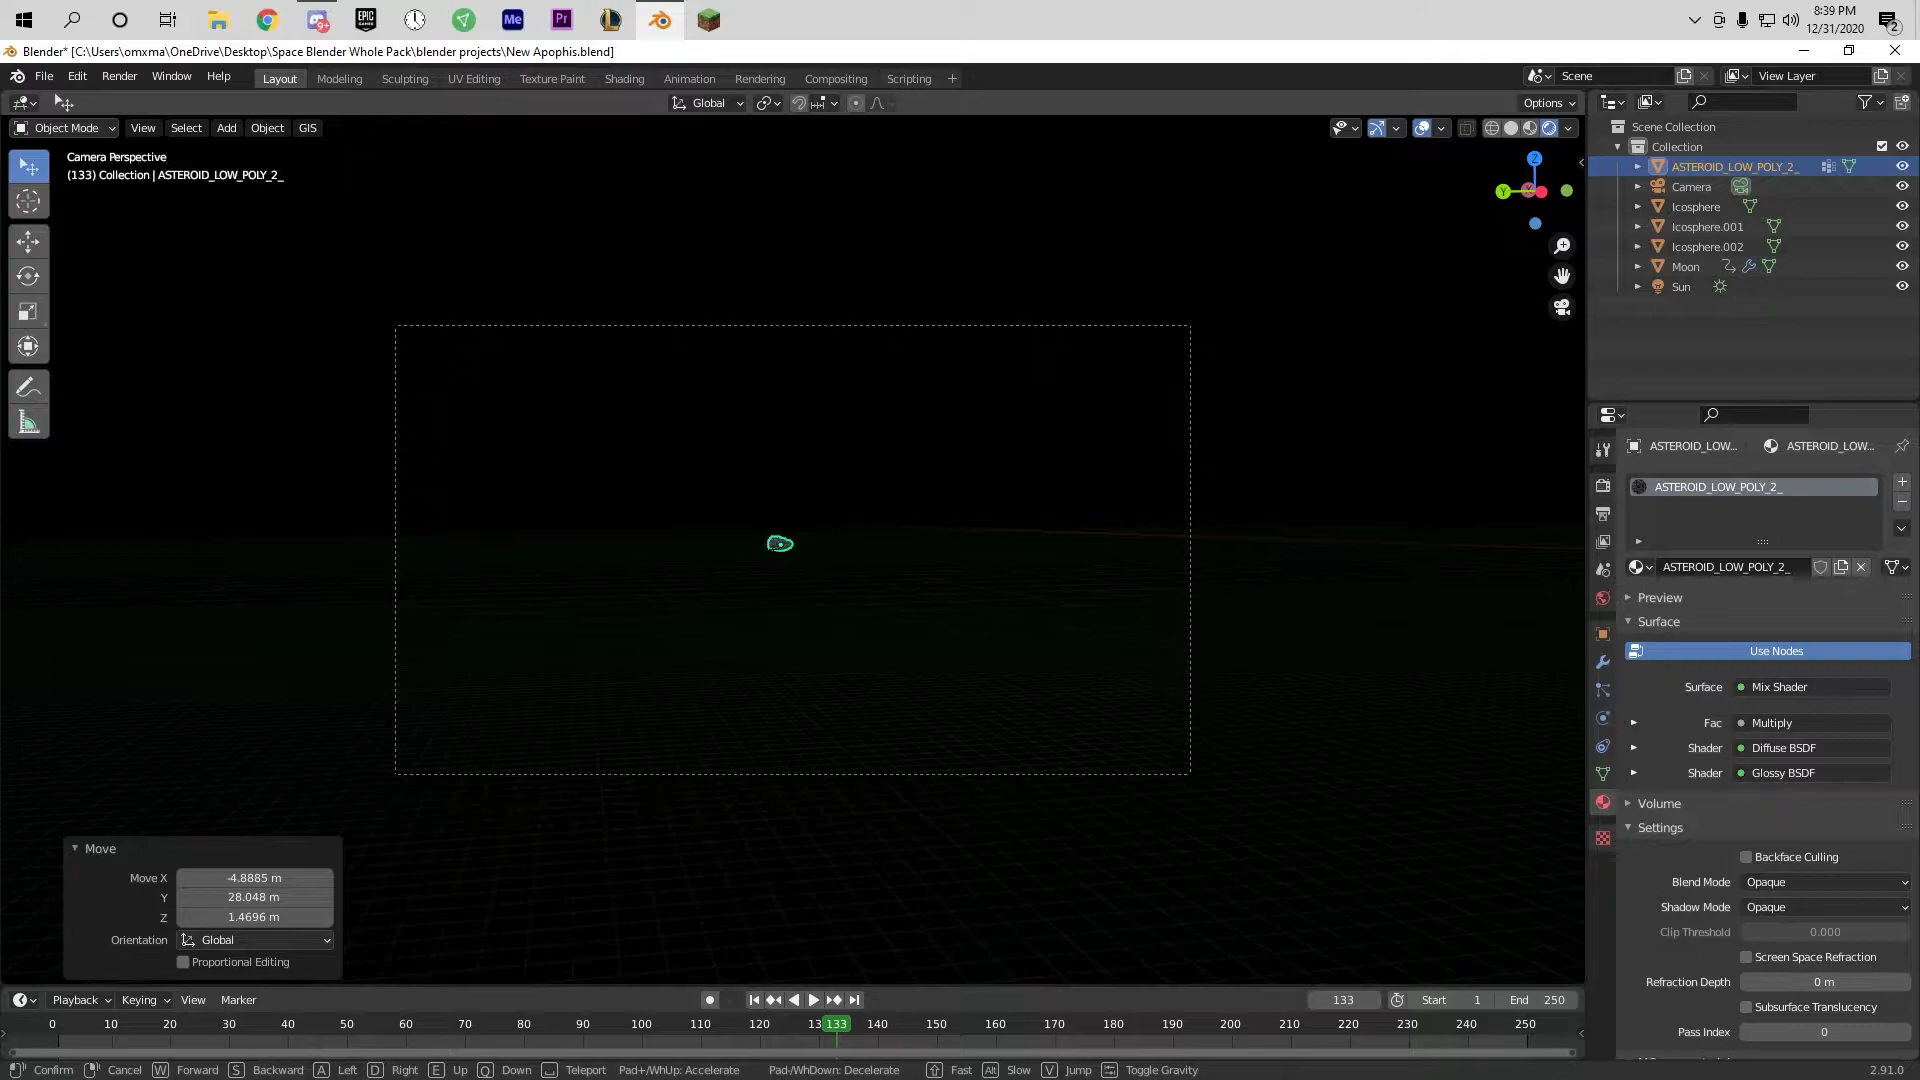 EPIC
GAMES
Me
Pr
9+
8:39 PM
12/31/2020
2
Blender* [C:\Users\omxma\OneDrive\Desktop\Space Blender Whole Pack\blender projects\New Apophis.blend]
File Edit Render Window Help
Layout Modeling Sculpting UV Editing Texture Paint Shading Animation Rendering Compositing Scripting +
Scene
View Layer
Global
Options
Object Mode View Select Add Object GIS
Camera Perspective
(133) Collection | ASTEROID_LOW_POLY_2_
Z
Y
X
Scene Collection
Collection
ASTEROID_LOW_POLY_2_
Camera
Icosphere
Icosphere.001
Icosphere.002
Moon
Sun
ASTEROID_LOW... ASTEROID_LOW...
ASTEROID_LOW_POLY_2_
ASTEROID_LOW_POLY_2_
Preview
Surface
Use Nodes
Surface Mix Shader
Fac Multiply
Shader Diffuse BSDF
Shader Glossy BSDF
Volume
Settings
Backface Culling
Blend Mode Opaque
Shadow Mode Opaque
Clip Threshold 0.000
Screen Space Refraction
Refraction Depth 0 m
Subsurface Translucency
Pass Index 0
Move
Move X -4.8885 m
Y 28.048 m
Z 1.4696 m
Orientation Global
Proportional Editing
Playback Keying View Marker
133 Start 1 End 250
0 10 20 30 40 50 60 70 80 90 100 110 120 13 133 140 150 160 170 180 190 200 210 220 230 240 250
Confirm Cancel W Forward S Backward A Left D Right E Up Q Down Teleport Pad+/WhUp: Accelerate Pad-/WhDown: Decelerate Fast Alt Slow V Jump Toggle Gravity
2.91.0